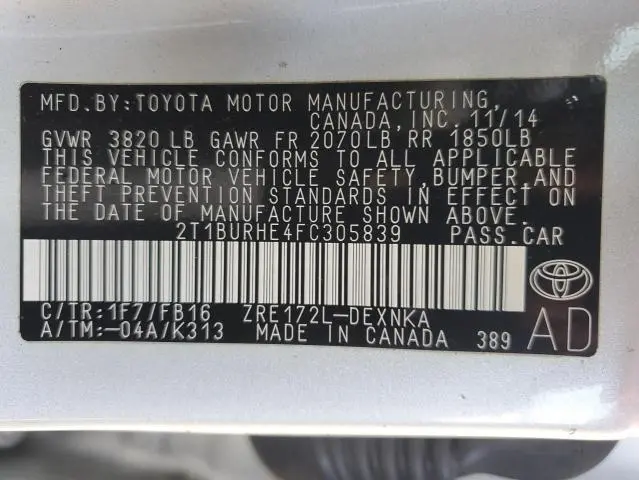 MFD. BY: TOYOTA MOTOR MANUFACTURING,
CANADA, INC. 11/14
GVWR 3820 LB GAWR FR 2070LB RR 1850LB
THIS VEHICLE CONFORMS TO ALL APPLICABLE
FEDERAL MOTOR VEHICLE SAFETY, BUMPER, AND
THEFT PREVENTION STANDARDS IN EFFECT ON
THE DATE OF MANUFACTURE SHOWN ABOVE.
2T1BURHE4FC305839 PASS. CAR
C/TR: 1F7/FB16 ZRE172L-DEXNKA
A/TM: -04A/K313 MADE IN CANADA 389
AD